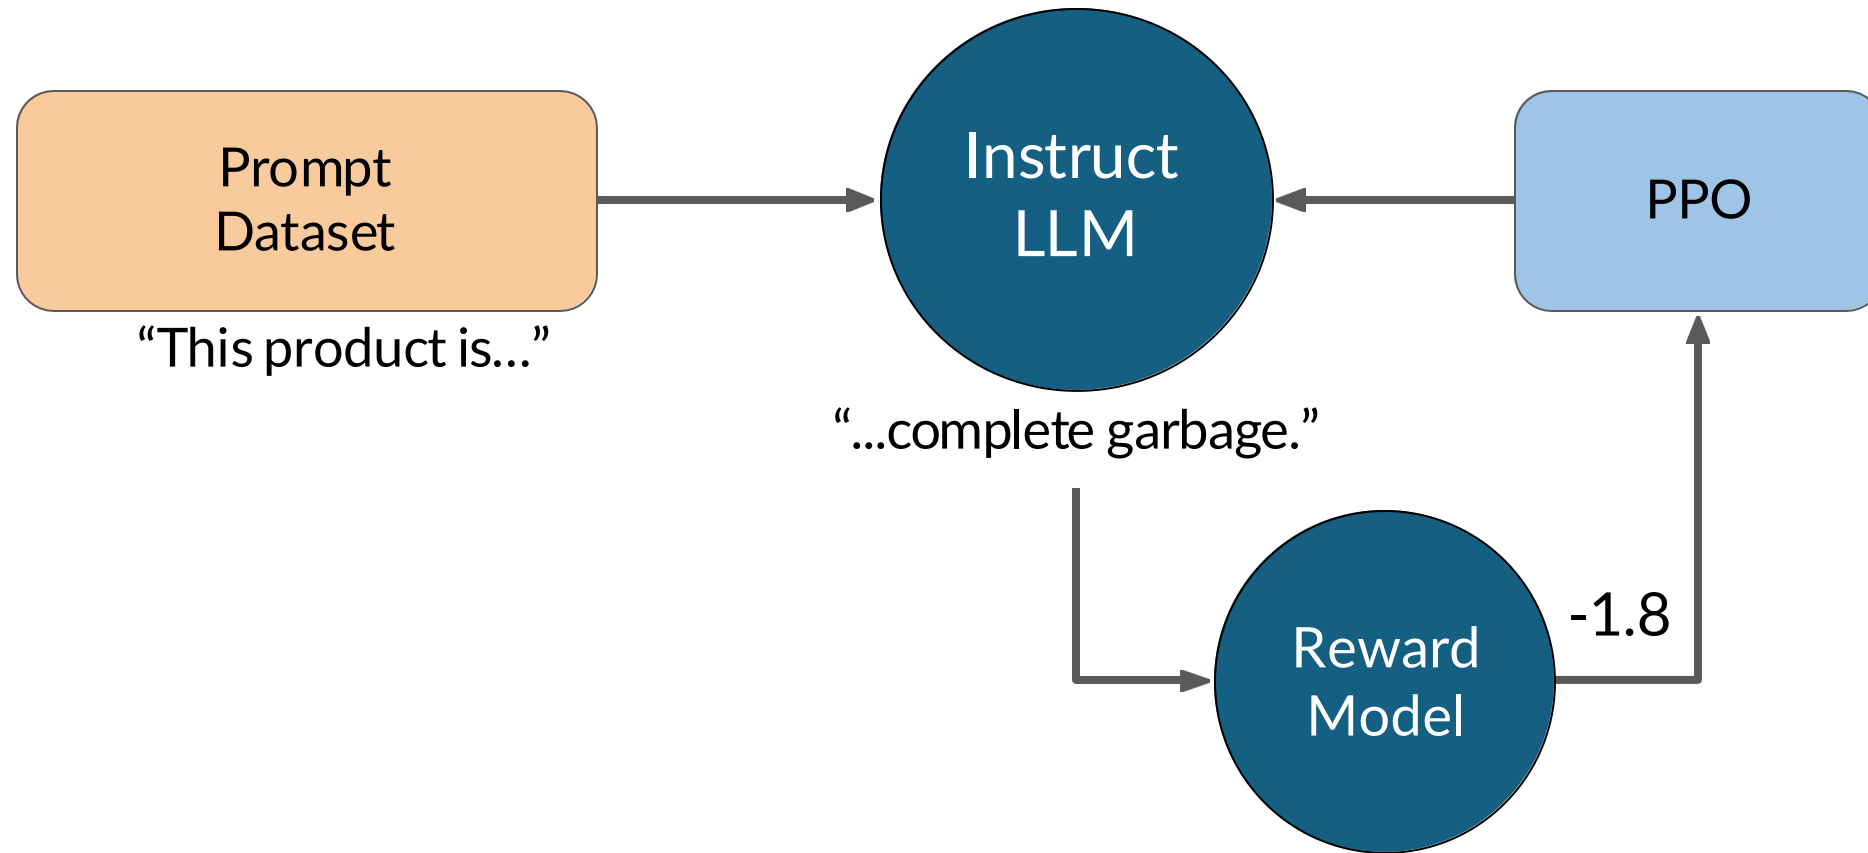 Prompt
Dataset
“This product is…”
Instruct
LLM
“...complete garbage.”
PPO
Reward
Model
-1.8